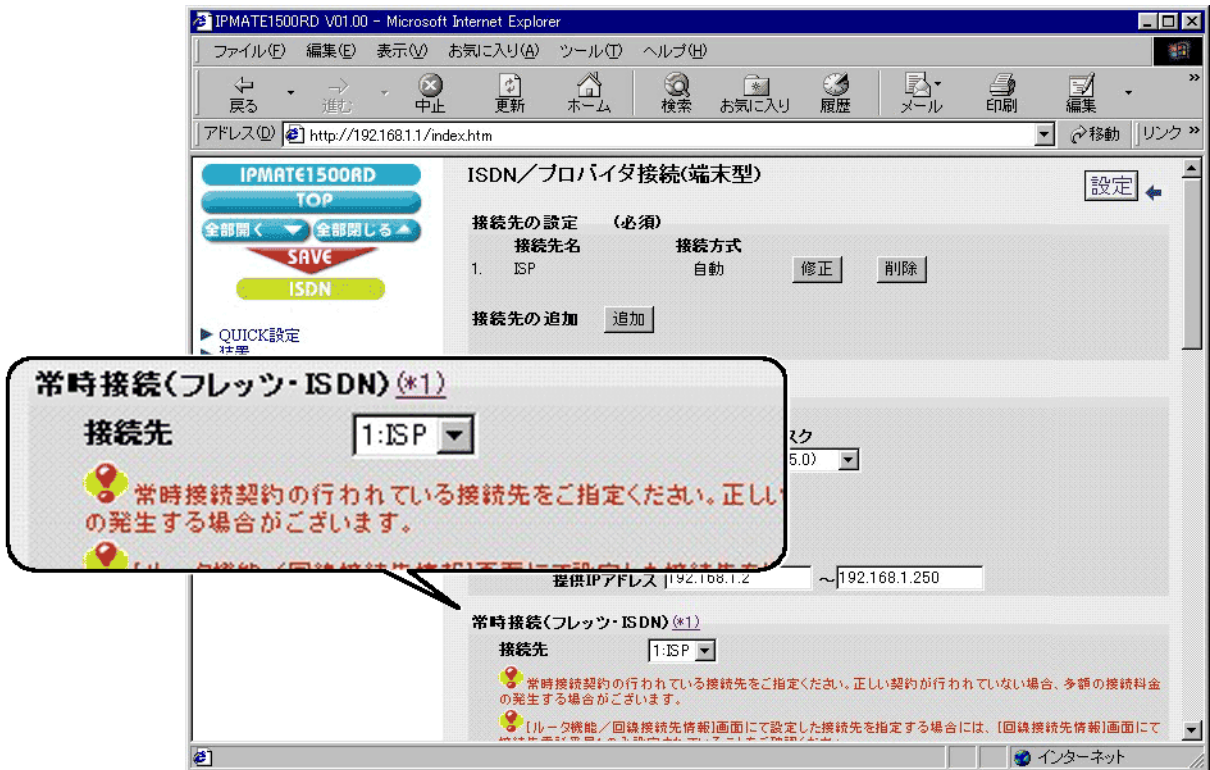 IPMATE1500RD V01.00 - Microsoft Internet Explorer
ファイル(F) 編集(E) 表示(V) お気に入り(A) ツール(T) ヘルプ(H)
戻る 進む 中止 更新 ホーム 検索 お気に入り 履歴 メール 印刷 編集 »
アドレス(D) http://192.168.1.1/index.htm 移動 リンク »
IPMATE1500RD
TOP
全部開く 全部閉じる
SAVE
ISDN
QUICK設定
ISDN／プロバイダ接続(端末型)
設定
接続先の設定 (必須)
接続先名 接続方式
1. ISP 自動 修正 削除
接続先の追加 追加
スク
5.0)
常時接続(フレッツ・ISDN) (*1)
接続先 1:ISP
常時接続契約の行われている接続先をご指定ください。正しい
の発生する場合がございます。
提供IPアドレス 192.168.1.2 ～ 192.168.1.250
常時接続(フレッツ・ISDN) (*1)
接続先 1:ISP
常時接続契約の行われている接続先をご指定ください。正しい契約が行われていない場合、多額の接続料金
の発生する場合がございます。
[ルータ機能／回線接続先情報]画面にて設定した接続先を指定する場合には、[回線接続先情報]画面にて
インターネット